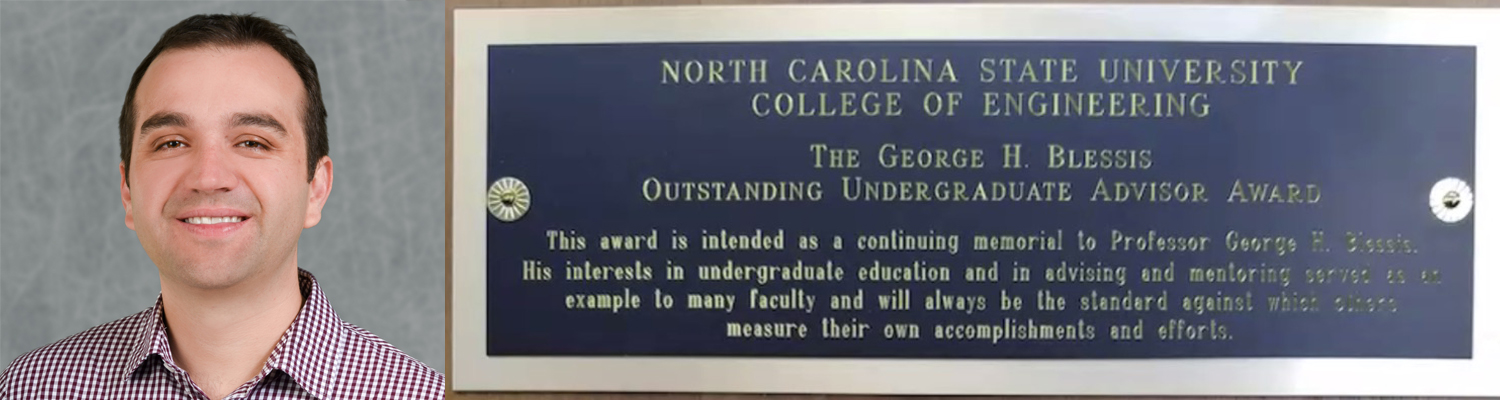 NORTH CAROLINA STATE UNIVERSITY
COLLEGE OF ENGINEERING
THE GEORGE H. BLESSIS
OUTSTANDING UNDERGRADUATE ADVISOR AWARD
This award is intended as a continuing memorial to Professor George H. Blessis.
His interests in undergraduate education and in advising and mentoring served as an
example to many faculty and will always be the standard against which others
measure their own accomplishments and efforts.